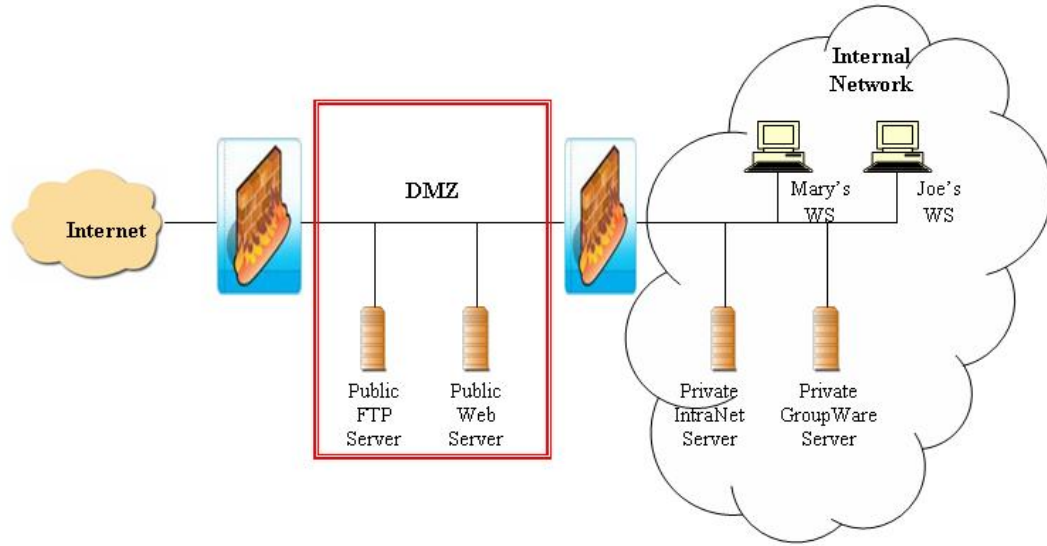 Internal
Network
Mary's
WS
Joe's
WS
DMZ
Internet
Public
FTP
Server
Public
Web
Server
Private
IntraNet
Server
Private
GroupWare
Server